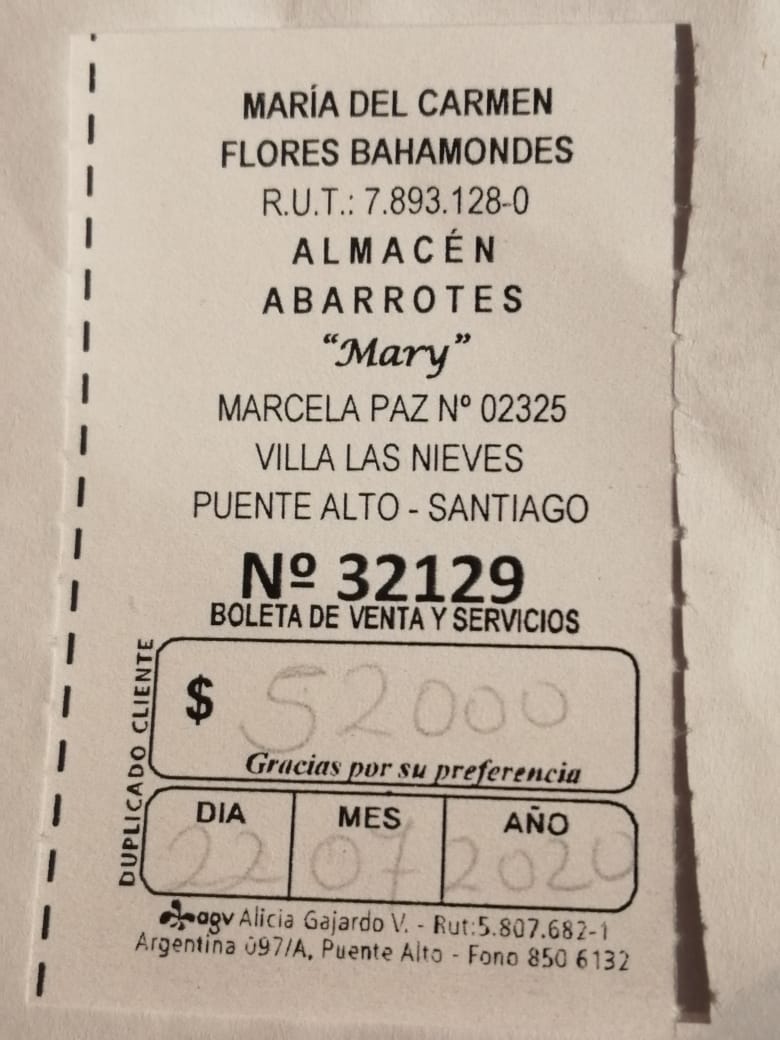 MARÍA DEL CARMEN
FLORES BAHAMONDES
R.U.T.: 7.893.128-0
ALMACÉN
ABARROTES
“Mary”
MARCELA PAZ Nº 02325
VILLA LAS NIEVES
PUENTE ALTO - SANTIAGO
Nº 32129
BOLETA DE VENTA Y SERVICIOS
DUPLICADO CLIENTE
$ 52000
Gracias por su preferencia
DIA MES AÑO
22 07 2020
agv Alicia Gajardo V. - Rut:5.807.682-1
Argentina 097/A, Puente Alto - Fono 850 6132